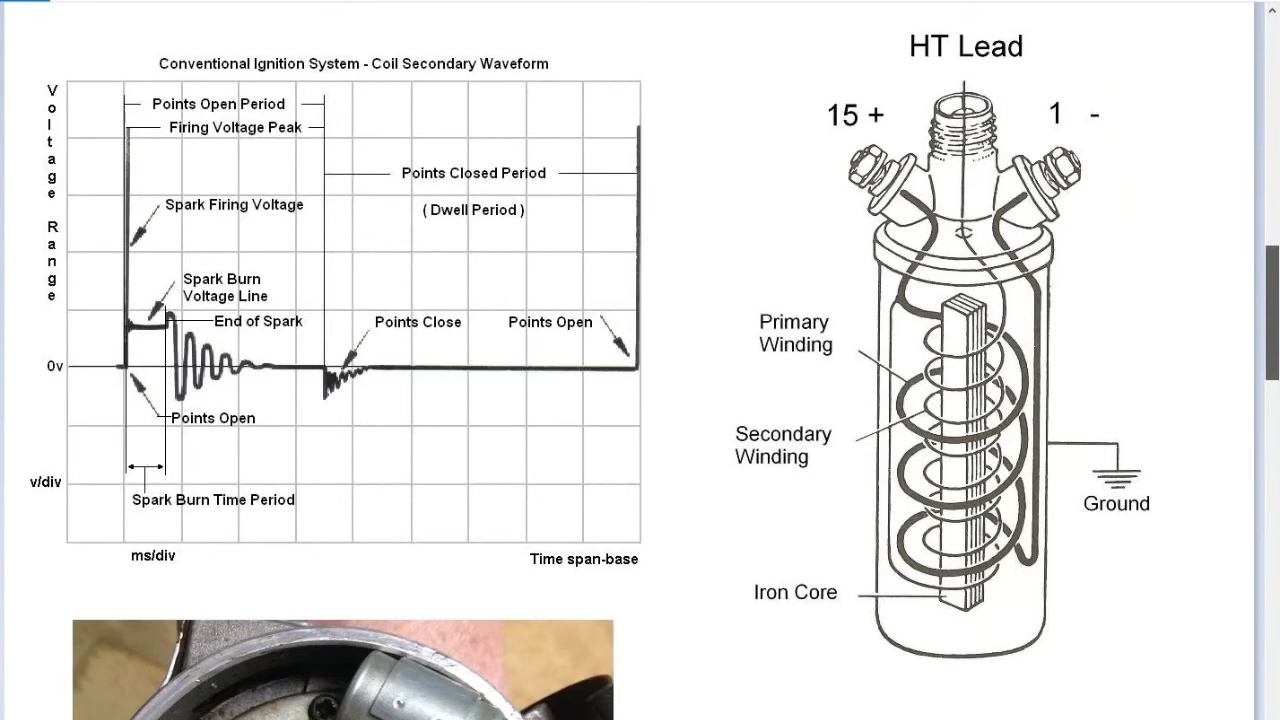 Conventional Ignition System - Coil Secondary Waveform
Voltage Range
Points Open Period
Firing Voltage Peak
Points Closed Period
( Dwell Period )
Spark Firing Voltage
Spark Burn
Voltage Line
End of Spark
Points Close
Points Open
0v
Points Open
v/div
Spark Burn Time Period
ms/div
Time span-base
HT Lead
15 +
1 -
Primary
Winding
Secondary
Winding
Ground
Iron Core